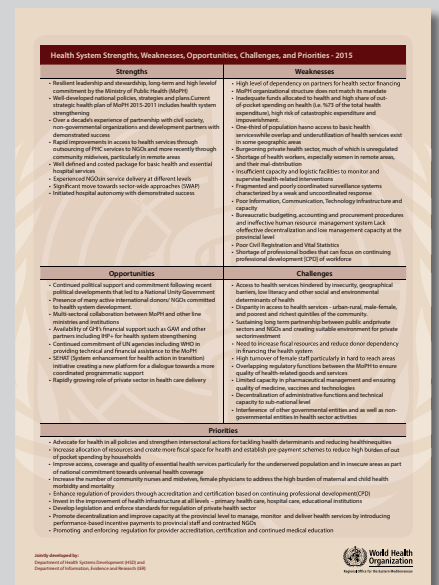 Health System Strengths, Weaknesses, Opportunities, Challenges, and Priorities - 2015
Strengths
• Resilient leadership and stewardship, long-term and high levelof
commitment by the Ministry of Public Health (MoPH)
• Well-developed national policies, strategies and plans.Current
strategic health plan of MoPH 2015-2011 includes health system
strengthening
• Over a decade's experience of partnership with civil society,
non-governmental organizations and development partners with
demonstrated success
• Rapid improvements in access to health services through
outsourcing of PHC services to NGOs and more recently through
community midwives, particularly in remote areas
• Well defined and costed package for basic health and essential
hospital services
• Experienced NGOsin service delivery at different levels
• Significant move towards sector-wide approaches (SWAP)
• Initiated hospital autonomy with demonstrated success
Weaknesses
• High level of dependency on partners for health sector financing
• MoPH organizational structure does not match its mandate
• Inadequate funds allocated to health and high share of out-
of-pocket spending on health (i.e. %73 of the total health
expenditure), high risk of catastrophic expenditure and
impoverishment.
• One-third of population hasno access to basic health
serviceswhile overlap and underutilization of health services exist
in some geographic areas
• Burgeoning private health sector, much of which is unregulated
• Shortage of health workers, especially women in remote areas,
and their mal-distribution
• Insufficient capacity and logistic facilities to monitor and
supervise health-related interventions
• Fragmented and poorly coordinated surveillance systems
characterized by a weak and uncoordinated response
• Poor Information, Communication, Technology infrastructure and
capacity
• Bureaucratic budgeting, accounting and procurement procedures
and ineffective human resource management system Lack
ofeffective decentralization and low management capacity at the
provincial level
• Poor Civil Registration and Vital Statistics
• Shortage of professional bodies that can focus on continuing
professional development [CPD] of workforce
Opportunities
• Continued political support and commitment following recent
political developments that led to a National Unity Government
• Presence of many active international donors/ NGOs committed
to health system development.
• Multi-sectoral collaboration between MoPH and other line
ministries and institutions
• Availability of GHI's financial support such as GAVI and other
partners including IHP+ for health system strengthening
• Continued commitment of UN agencies including WHO in
providing technical and financial assistance to the MoPH
• SEHAT (System enhancement for health action in transition)
initiative creating a new platform for a dialogue towards a more
coordinated programmatic support
• Rapidly growing role of private sector in health care delivery
Challenges
• Access to health services hindered by insecurity, geographical
barriers, low literacy and other social and environmental
determinants of health
• Disparity in access to health services - urban-rural, male-female,
and poorest and richest quintiles of the community.
• Sustaining long term partnership between public andprivate
sectors and NGOs and creating suitable environment for private
sectorinvestment
• Need to increase fiscal resources and reduce donor dependency
in financing the health system
• High turnover of female staff particularly in hard to reach areas
• Overlapping regulatory functions between the MoPH to ensure
quality of health-related goods and services
• Limited capacity in pharmaceutical management and ensuring
quality of medicine, vaccines and technologies
• Decentralization of administrative functions and technical
capacity to sub-national level
• Interference of other governmental entities and as well as non-
governmental entities in health sector activities
Priorities
• Advocate for health in all policies and strengthen intersectoral actions for tackling health determinants and reducing healthinequities
• Increase allocation of resources and create more fiscal space for health and establish pre-payment schemes to reduce high burden of out
of pocket spending by households
• Improve access, coverage and quality of essential health services particularly for the underserved population and in insecure areas as part
of national commitment towards universal health coverage
• Increase the number of community nurses and midwives, female physicians to address the high burden of maternal and child health
morbidity and mortality
• Enhance regulation of providers through accreditation and certification based on continuing professional development(CPD)
• Invest in the improvement of health infrastructure at all levels – primary health care, hospital care, educational institutions
• Develop legislation and enforce standards for regulation of private health sector
• Promote decentralization and improve capacity at the provincial level to manage, monitor and deliver health services by introducing
performance-based incentive payments to provincial staff and contracted NGOs
• Promoting and enforcing regulation for provider accreditation, certification and continued medical education
Jointly developed by:
Department of Health Systems Development (HSD) and
Department of Information, Evidence and Research (IER)
World Health
Organization
Regional Office for the Eastern Mediterranean